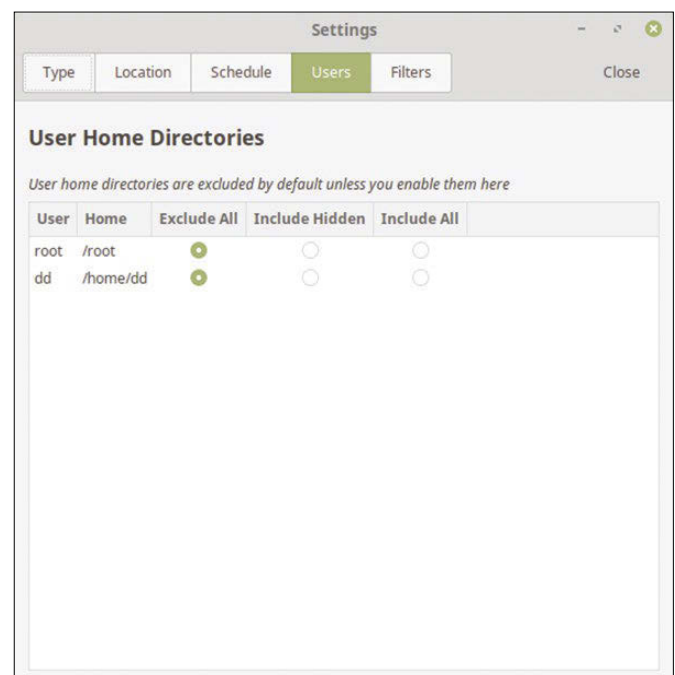 Settings
Type Location Schedule Users Filters Close
User Home Directories
User home directories are excluded by default unless you enable them here
User Home Exclude All Include Hidden Include All
root /root
dd /home/dd